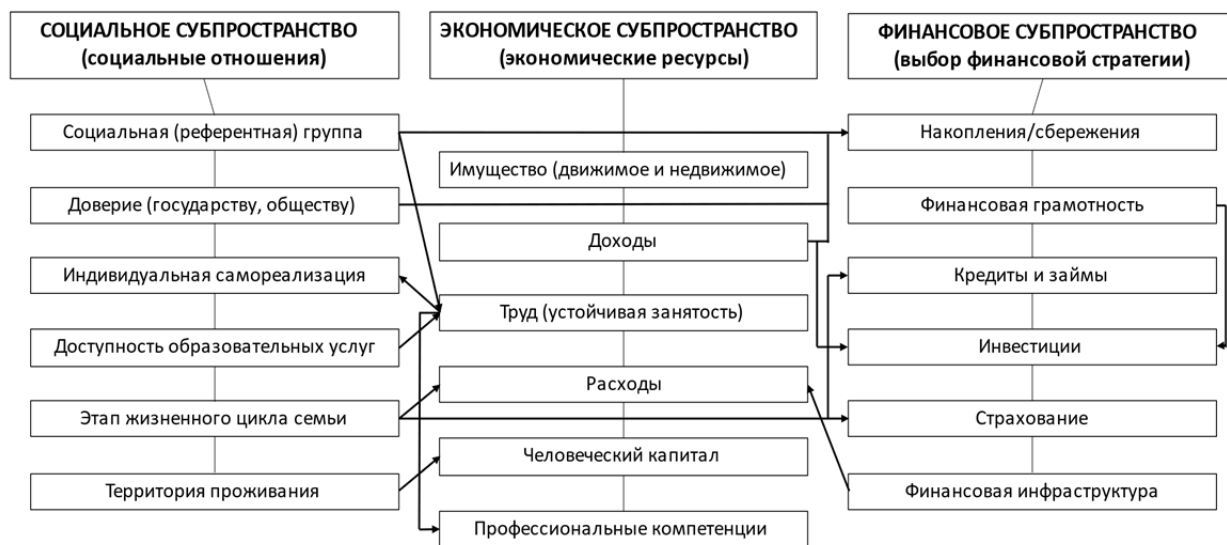 СОЦИАЛЬНОЕ СУБПРОСТРАНСТВО
(социальные отношения)
Социальная (референтная) группа
Доверие (государству, обществу)
Индивидуальная самореализация
Доступность образовательных услуг
Этап жизненного цикла семьи
Территория проживания
ЭКОНОМИЧЕСКОЕ СУБПРОСТРАНСТВО
(экономические ресурсы)
Имущество (движимое и недвижимое)
Доходы
Труд (устойчивая занятость)
Расходы
Человеческий капитал
Профессиональные компетенции
ФИНАНСОВОЕ СУБПРОСТРАНСТВО
(выбор финансовой стратегии)
Накопления/сбережения
Финансовая грамотность
Кредиты и займы
Инвестиции
Страхование
Финансовая инфраструктура